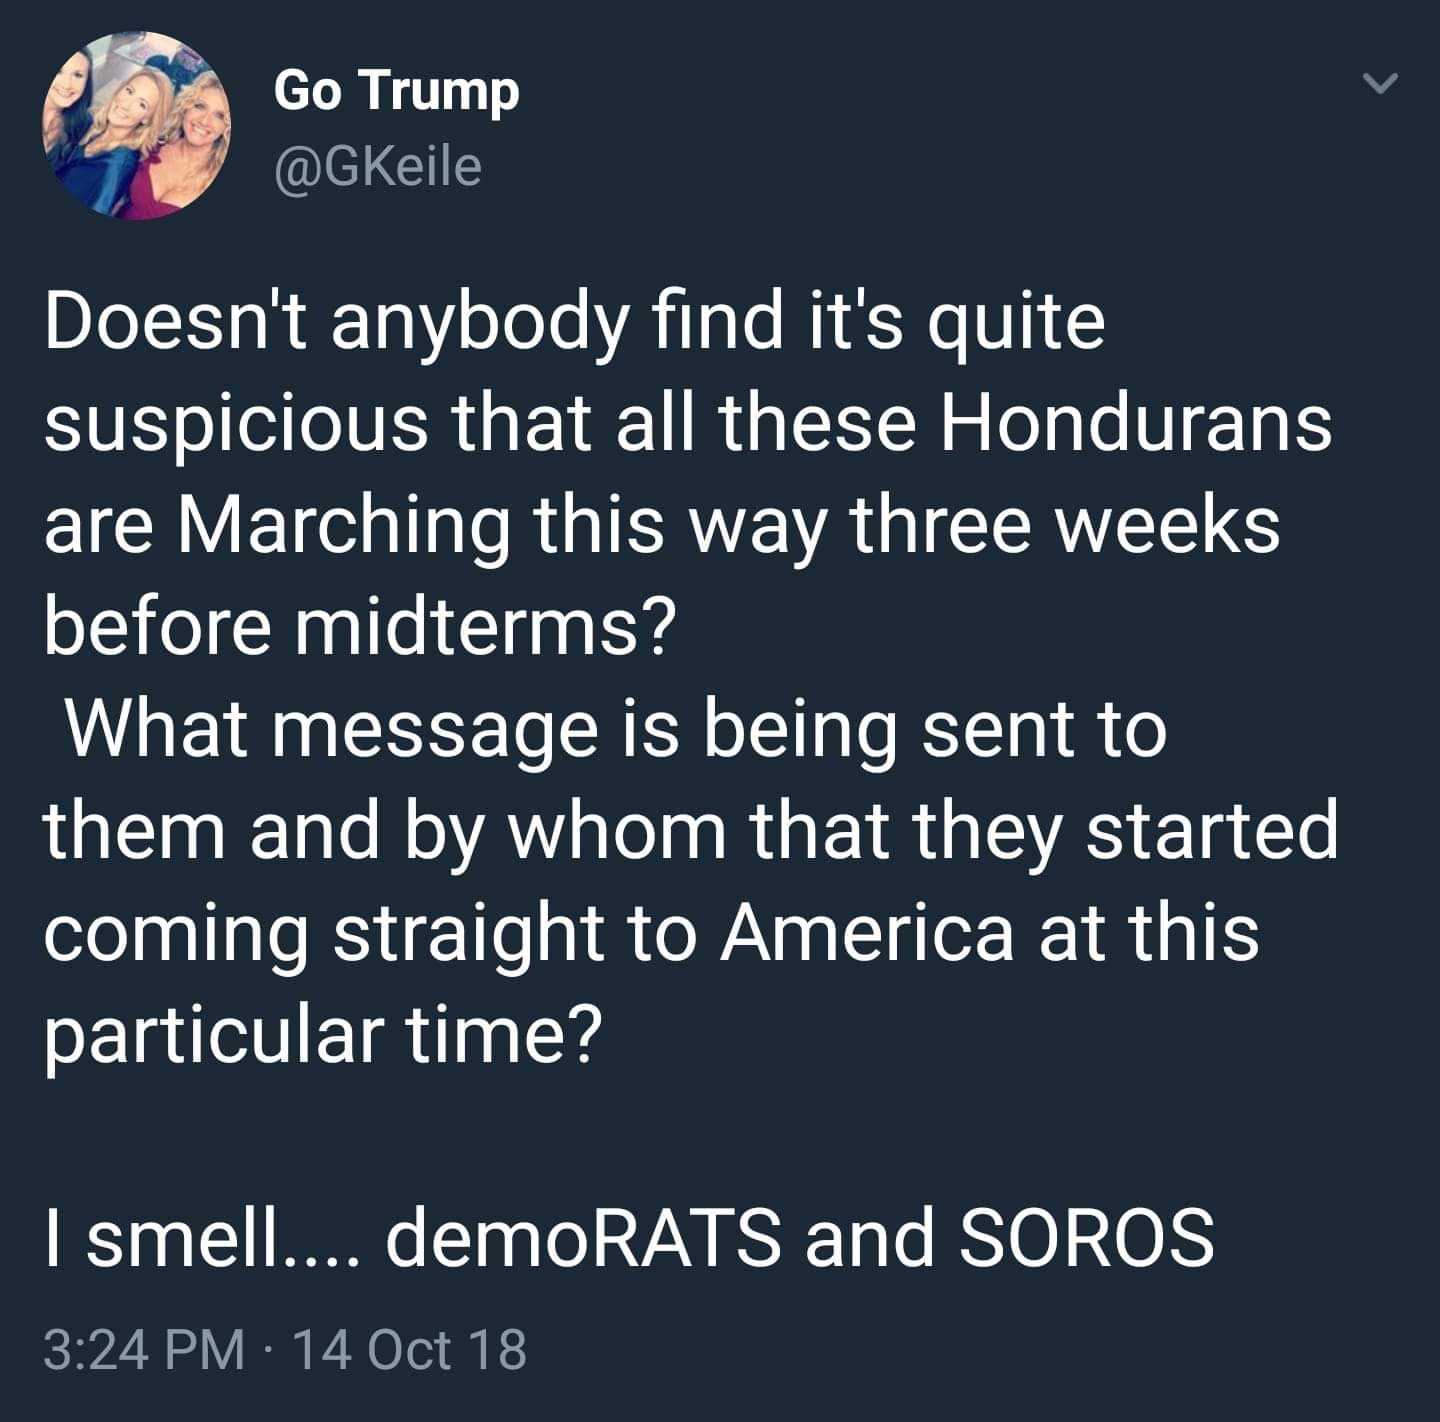 Go Trump
@GKeile
Doesn't anybody find it's quite
suspicious that all these Hondurans
are Marching this way three weeks
before midterms?
What message is being sent to
them and by whom that they started
coming straight to America at this
particular time?
I smell.... demoRATS and SOROS
3:24 PM · 14 Oct 18